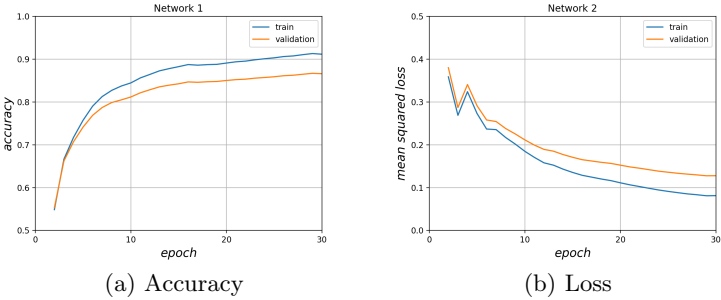 Network 1
accuracy
1.0
0.9
0.8
0.7
0.6
0.5
0
10
20
30
epoch
train
validation
(a) Accuracy
Network 2
mean squared loss
0.5
0.4
0.3
0.2
0.1
0.0
0
10
20
30
epoch
train
validation
(b) Loss